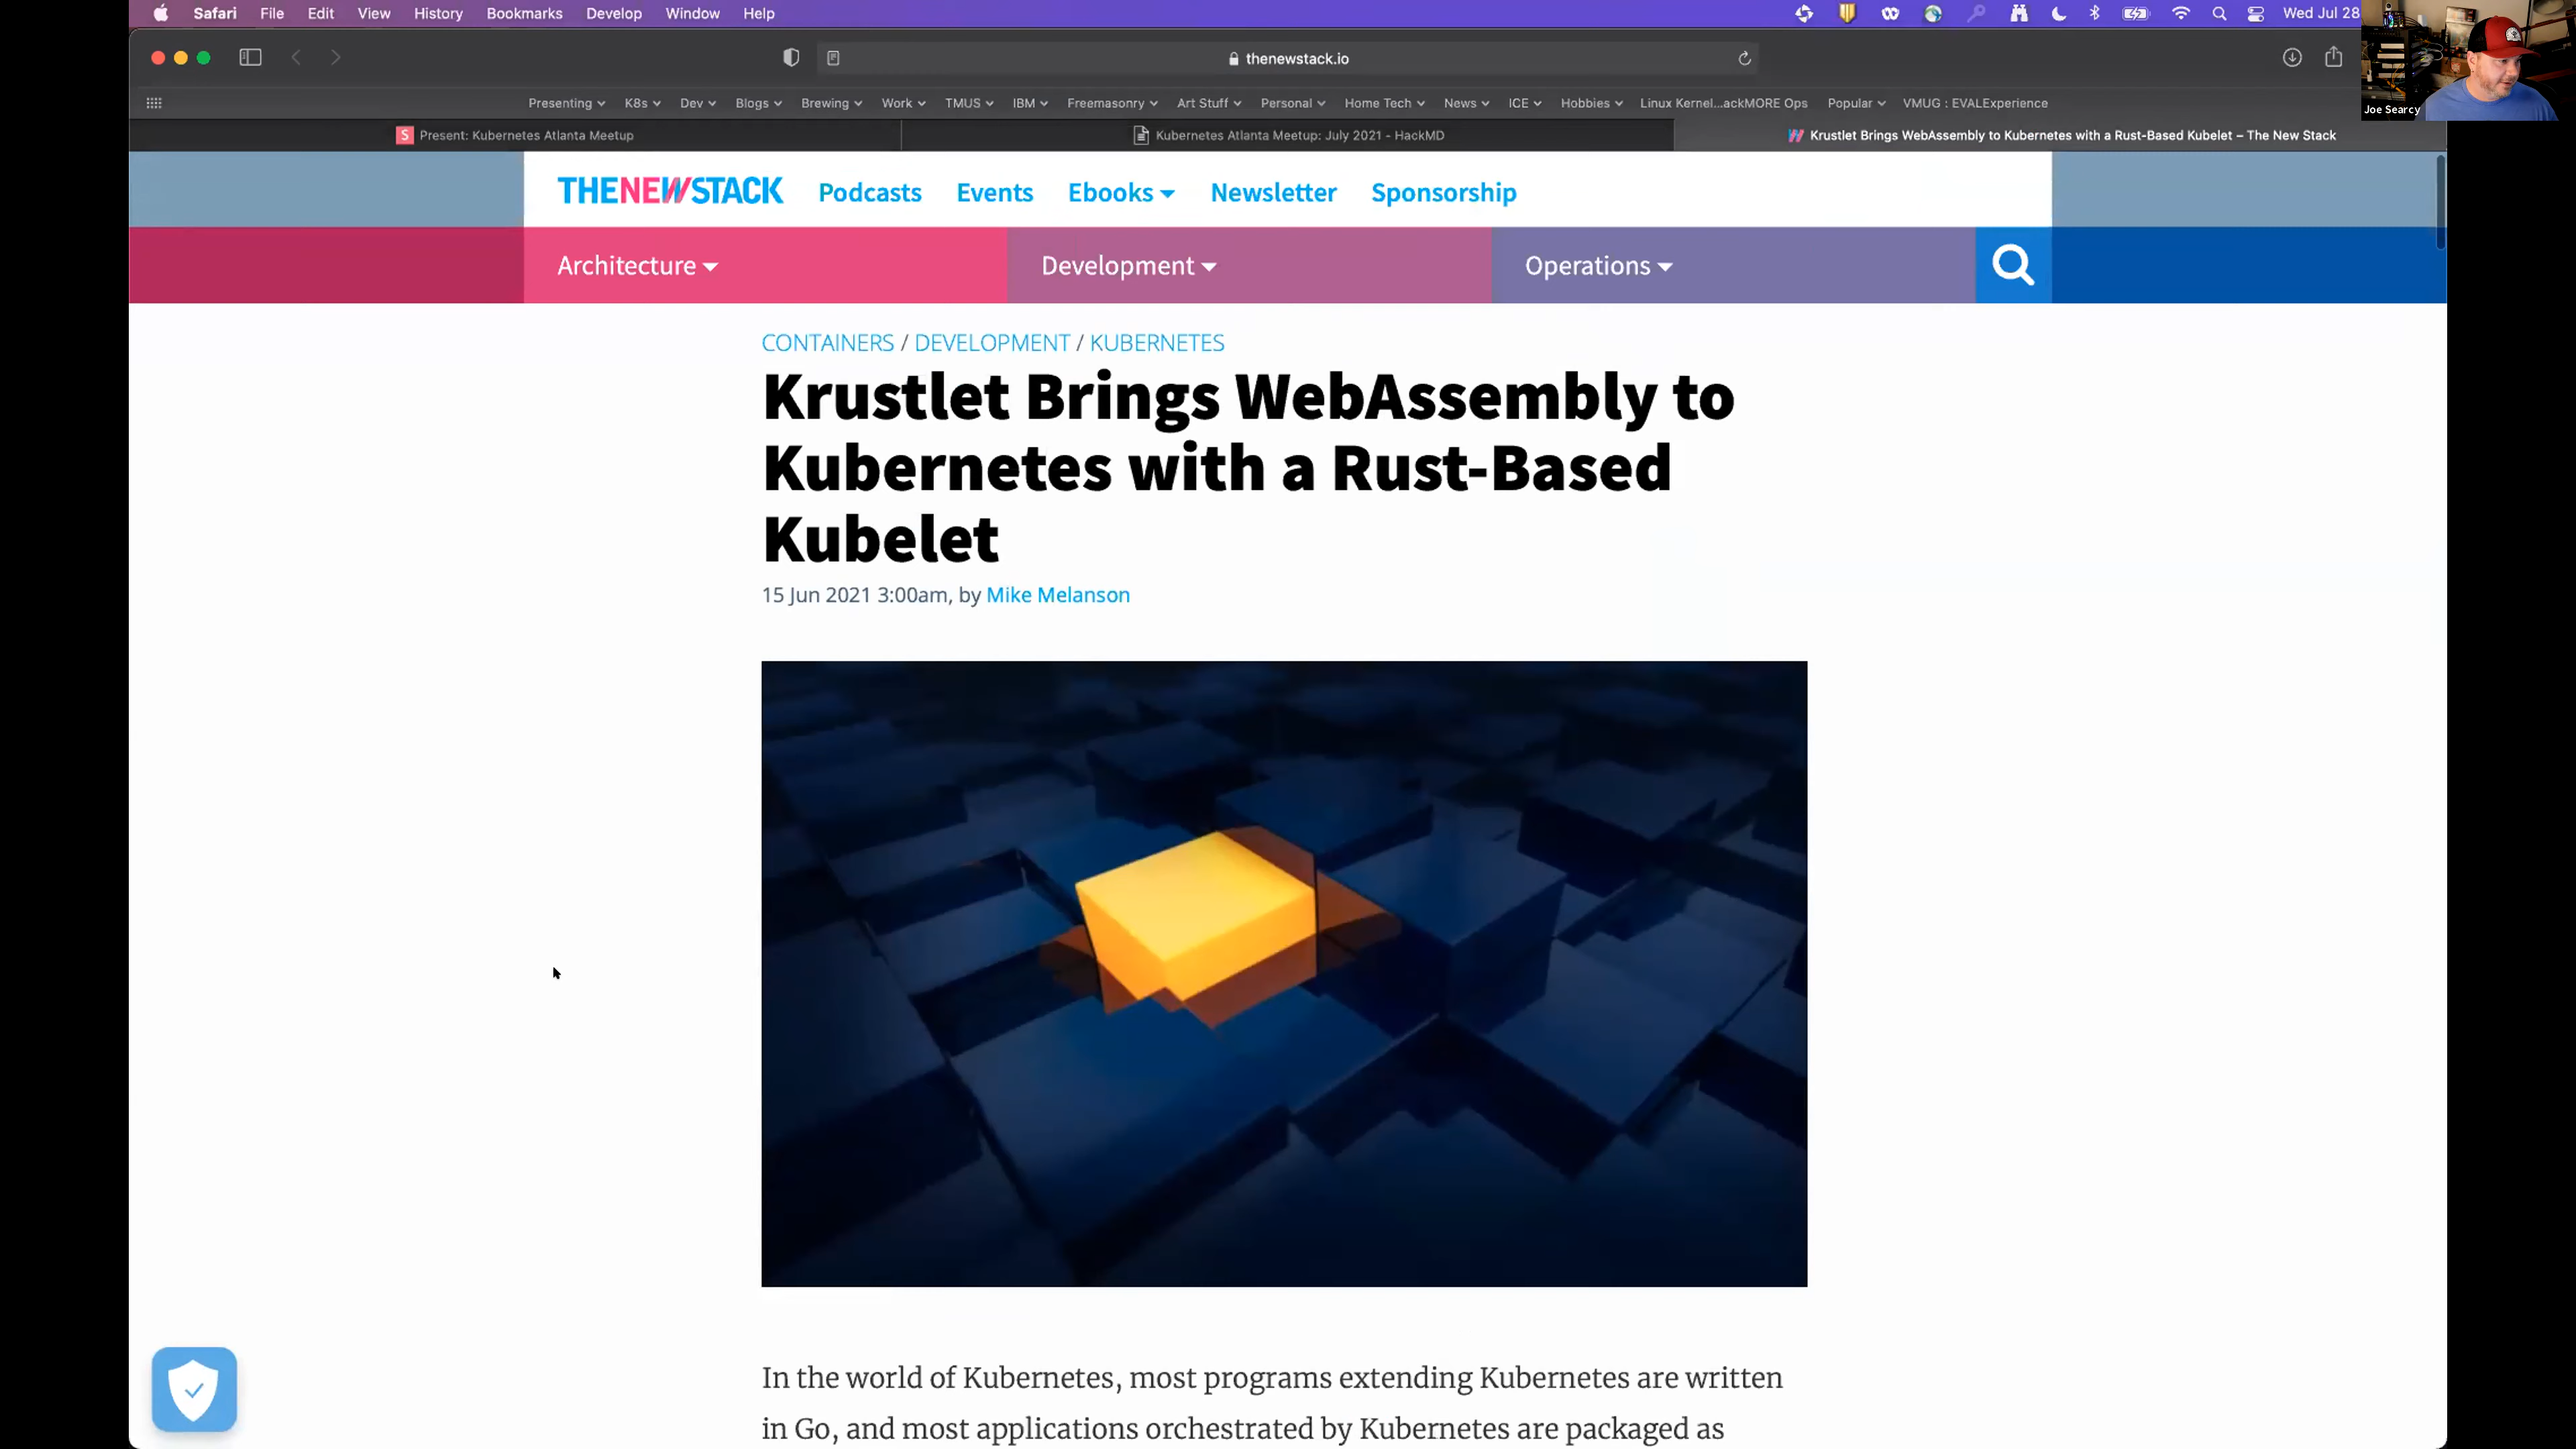 Safari File Edit View History Bookmarks Develop Window Help Wed Jul 28
thenewstack.io
Presenting K8s Dev Blogs Brewing Work TMUS IBM Freemasonry Art Stuff Personal Home Tech News ICE Hobbies Linux Kernel...ackMORE Ops Popular VMUG : EVALExperience
Joe Searcy
S Present: Kubernetes Atlanta Meetup Kubernetes Atlanta Meetup: July 2021 - HackMD Krustlet Brings WebAssembly to Kubernetes with a Rust-Based Kubelet – The New Stack
THENEWSTACK Podcasts Events Ebooks Newsletter Sponsorship
Architecture Development Operations
CONTAINERS / DEVELOPMENT / KUBERNETES
Krustlet Brings WebAssembly to
Kubernetes with a Rust-Based
Kubelet
15 Jun 2021 3:00am, by Mike Melanson
In the world of Kubernetes, most programs extending Kubernetes are written
in Go, and most applications orchestrated by Kubernetes are packaged as